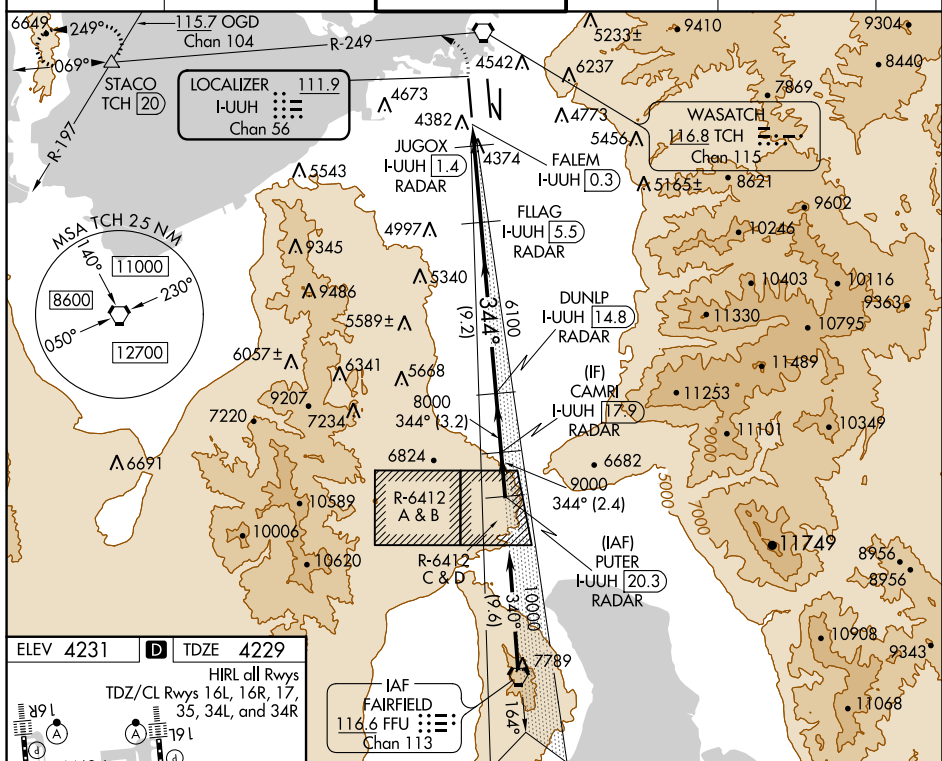 6649
249°
069°
STACO
TCH 20
R-197
115.7 OGD
Chan 104
R-249
LOCALIZER 111.9
I-UUH
Chan 56
4542
5233±
9410
9304
8440
6237
7869
4673
4382
4773
5456
WASATCH
116.8 TCH
Chan 115
JUGOX
I-UUH 1.4
RADAR
4374
FALEM
I-UUH 0.3
5543
5165±
8621
9602
FLLAG
I-UUH 5.5
RADAR
4997
10246
MSA TCH 25 NM
140°
11000
230°
8600
050°
12700
9345
9486
5340
10403
10116
9363
344°
(9.2)
6100
DUNLP
I-UUH 14.8
RADAR
11330
10795
5589±
6057±
6341
5668
11489
(IF)
CAMRI
I-UUH 17.9
RADAR
11253
9207
7220
7234
8000
344° (3.2)
11101
10349
6691
6824
6682
9000
344° (2.4)
5000
7000
R-6412
A & B
10589
10006
10620
R-6412
C & D
(IAF)
PUTER
I-UUH 20.3
RADAR
11749
8956
8956
340°
10000
(9.6)
7789
164°
10908
9343
11068
IAF
FAIRFIELD
116.6 FFU
Chan 113
ELEV 4231 D TDZE 4229
HIRL all Rwys
TDZ/CL Rwys 16L, 16R, 17,
35, 34L, and 34R
16R
A
A
16L
P
P